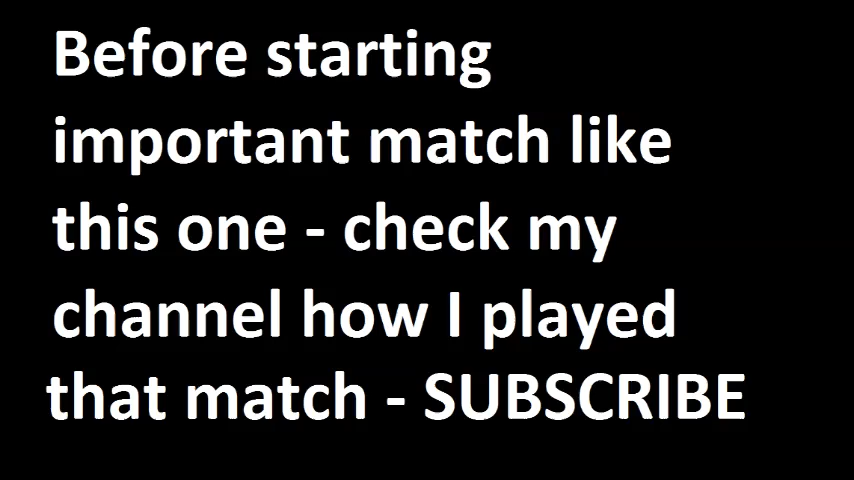 Before starting
important match like
this one - check my
channel how I played
that match - SUBSCRIBE